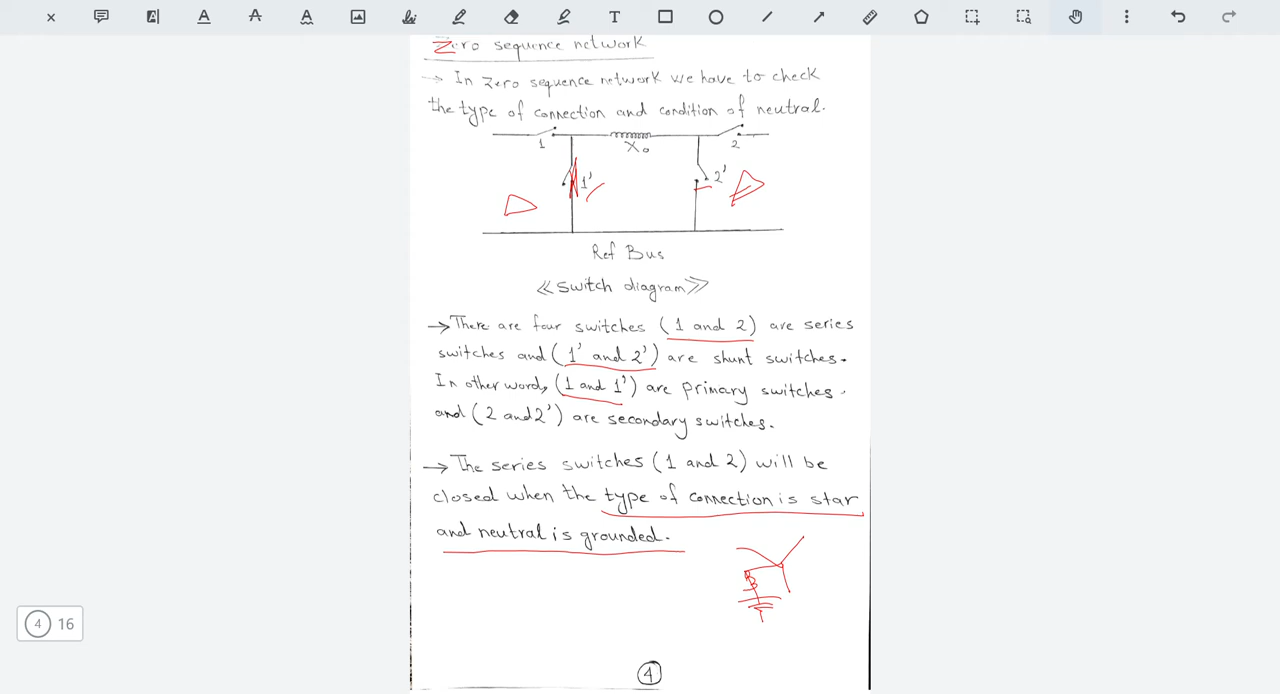 Zero sequence network
→ In Zero sequence network we have to check
the type of connection and condition of neutral.
1
X₀
2
1'
2'
Ref Bus
≪Switch diagram≫
→ There are four switches (1 and 2) are series
switches and (1' and 2') are shunt switches.
In other word, (1 and 1') are primary switches.
and (2 and 2') are secondary switches.
→ The series switches (1 and 2) will be
closed when the type of connection is star
and neutral is grounded.
4 16
4